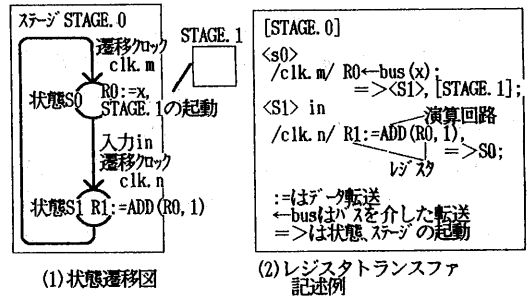 ステージSTAGE.0
遷移クロック
clk.m
STAGE.1
状態S0
R0:=x,
STAGE.1の起動
入力in
遷移クロック
clk.n
状態S1 R1:=ADD(R0,1)
(1)状態遷移図
[STAGE.0]
<s0>
/clk.m/ R0←bus(x);
=><S1>,[STAGE.1];
<S1> in
演算回路
/clk.n/ R1:=ADD(R0,1),
=>S0;
レジスタ
:=はデータ転送
←busはバスを介した転送
=>は状態、ステージの起動
(2)レジスタトランスファ
記述例